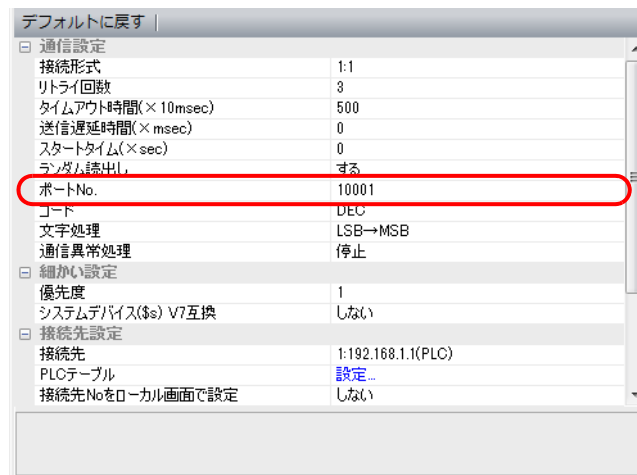 デフォルトに戻す
通信設定
接続形式 1:1
リトライ回数 3
タイムアウト時間(×10msec) 500
送信遅延時間(×msec) 0
スタートタイム(×sec) 0
ランダム読出し する
ポートNo. 10001
コード DEC
文字処理 LSB→MSB
通信異常処理 停止
細かい設定
優先度 1
システムデバイス($s) V7互換 しない
接続先設定
接続先 1:192.168.1.1(PLC)
PLCテーブル 設定...
接続先Noをローカル画面で設定 しない